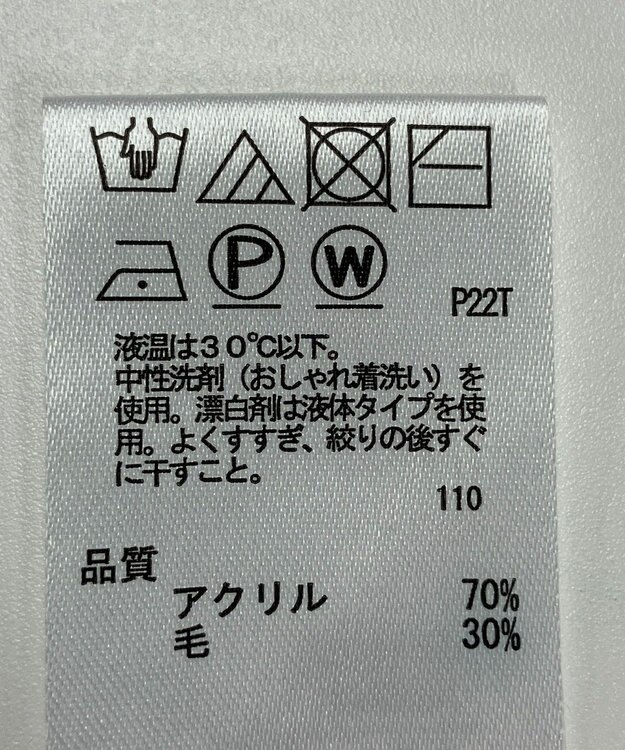 P W
P22T
液温は30℃以下。
中性洗剤（おしゃれ着洗い）を
使用。漂白剤は液体タイプを使
用。よくすすぎ、絞りの後すぐ
に干すこと。
110
品質
アクリル 70%
毛 30%